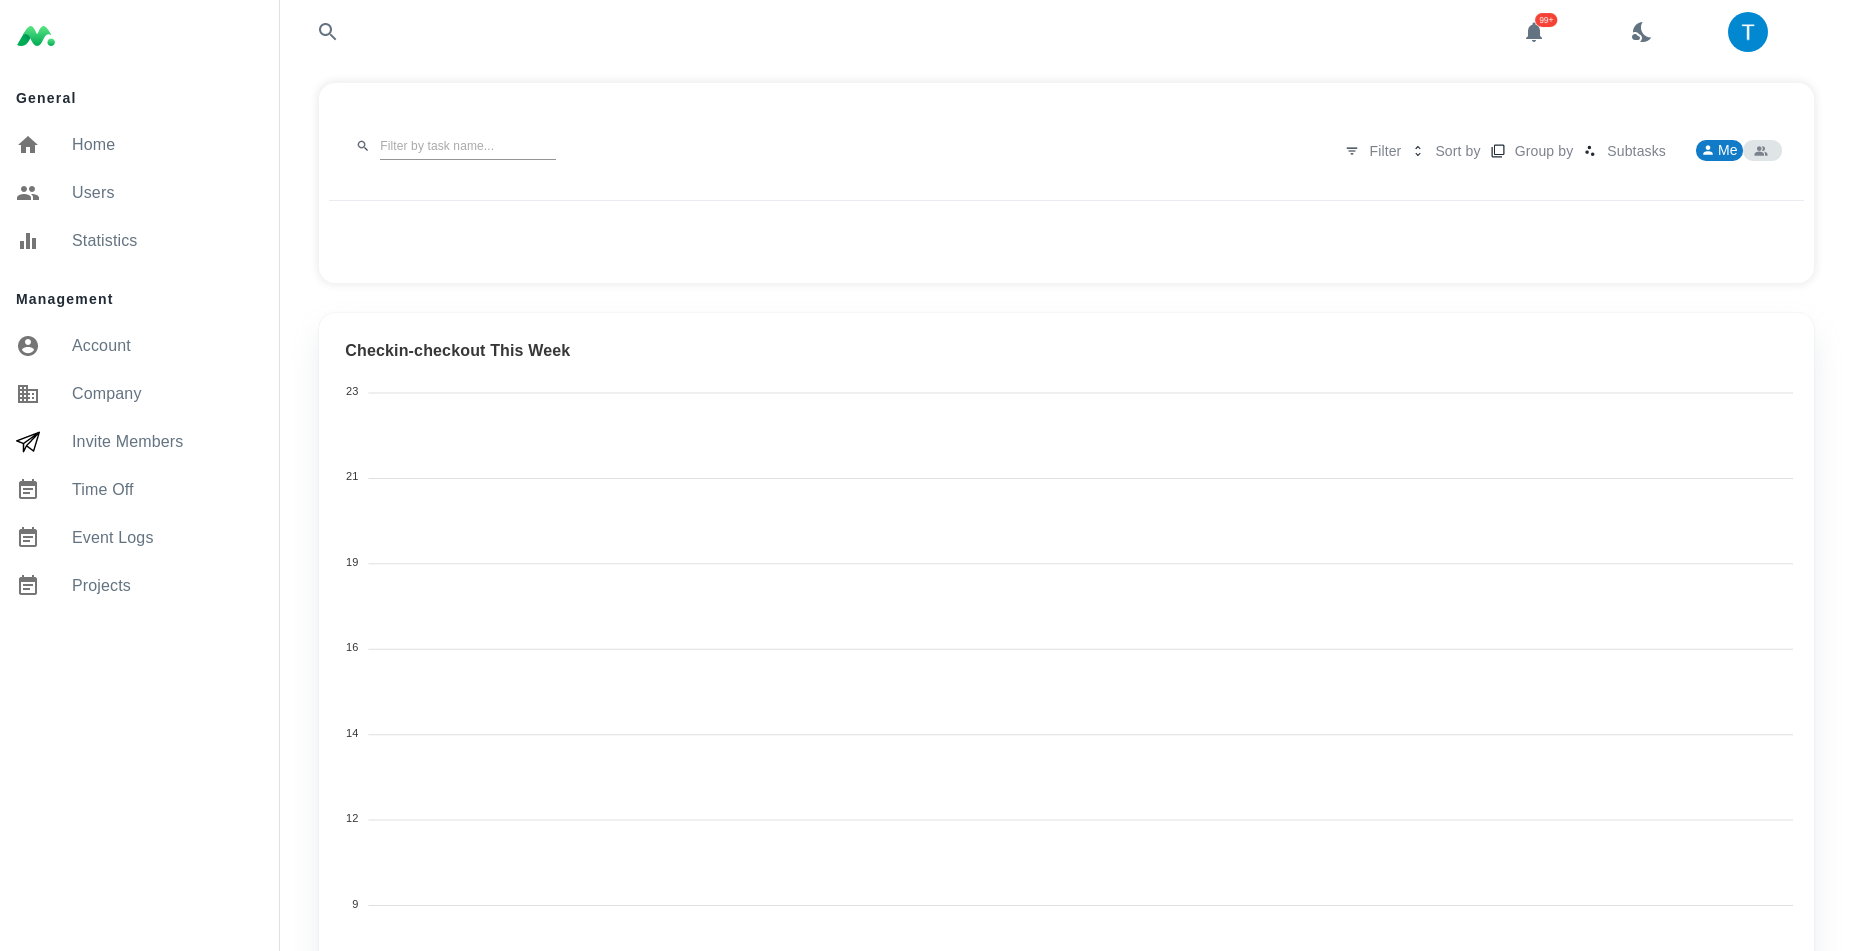 General
Home
Users
Statistics
Management
Account
Company
Invite Members
Time Off
Event Logs
Projects
99+
T
Filter by task name...
Filter
Sort by
Group by
Subtasks
Me
Checkin-checkout This Week
23
21
19
16
14
12
9